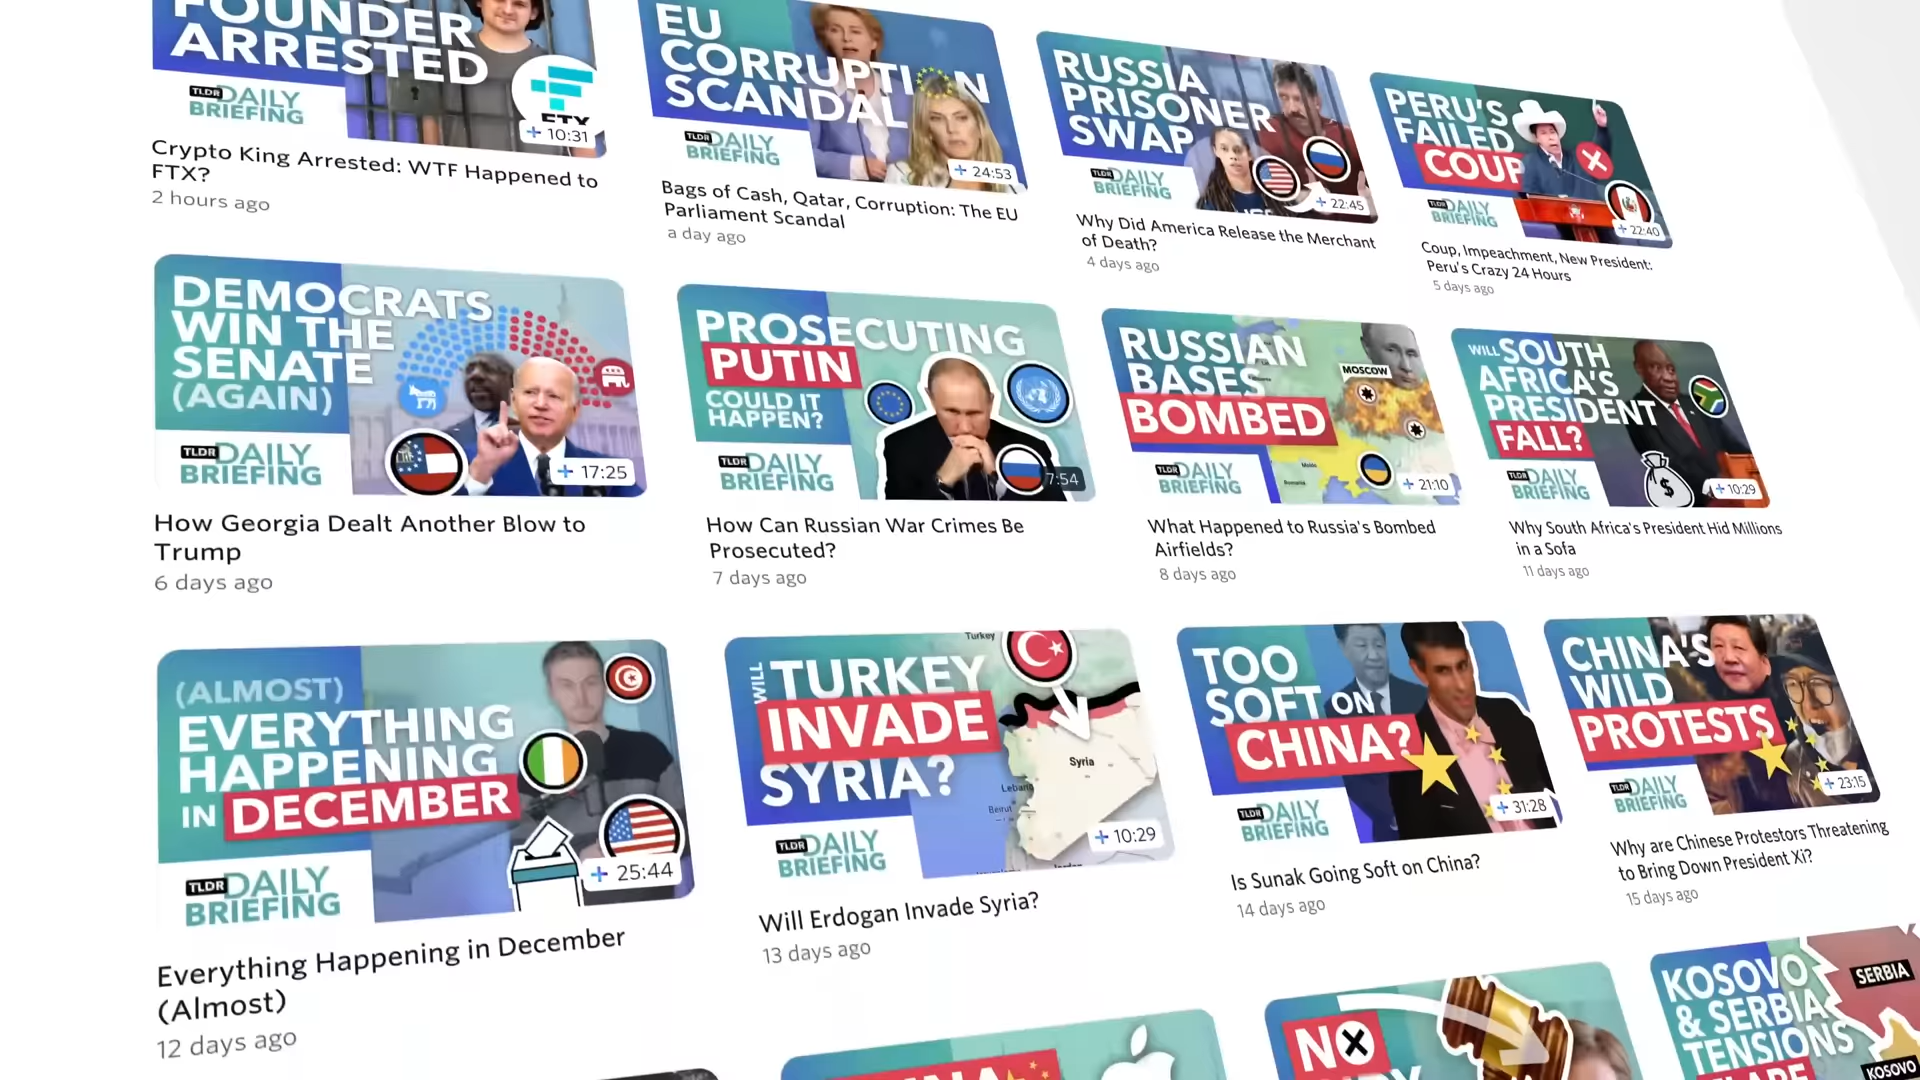 FOUNDER
ARRESTED
TLDR DAILY
BRIEFING
FTX
+ 10:31
Crypto King Arrested: WTF Happened to
FTX?
2 hours ago
EU
CORRUPTION
SCANDAL
TLDR DAILY
BRIEFING
+ 24:53
Bags of Cash, Qatar, Corruption: The EU
Parliament Scandal
a day ago
RUSSIA
PRISONER
SWAP
TLDR DAILY
BRIEFING
+ 22:45
Why Did America Release the Merchant
of Death?
4 days ago
PERU'S
FAILED
COUP
TLDR DAILY
BRIEFING
+ 22:40
Coup, Impeachment, New President:
Peru's Crazy 24 Hours
5 days ago
DEMOCRATS
WIN THE
SENATE
(AGAIN)
TLDR DAILY
BRIEFING
+ 17:25
How Georgia Dealt Another Blow to
Trump
6 days ago
PROSECUTING
PUTIN
COULD IT
HAPPEN?
TLDR DAILY
BRIEFING
7:54
How Can Russian War Crimes Be
Prosecuted?
7 days ago
RUSSIAN
BASES
BOMBED
MOSCOW
TLDR DAILY
BRIEFING
+ 21:10
What Happened to Russia's Bombed
Airfields?
8 days ago
WILL SOUTH
AFRICA'S
PRESIDENT
FALL?
$
TLDR DAILY
BRIEFING
+ 10:29
Why South Africa's President Hid Millions
in a Sofa
11 days ago
(ALMOST)
EVERYTHING
HAPPENING
IN DECEMBER
TLDR DAILY
BRIEFING
+ 25:44
Everything Happening in December
(Almost)
12 days ago
WILL TURKEY
INVADE
SYRIA?
Turkey
Syria
Beirut
TLDR DAILY
BRIEFING
+ 10:29
Will Erdogan Invade Syria?
13 days ago
TOO
SOFT ON
CHINA?
TLDR DAILY
BRIEFING
+ 31:28
Is Sunak Going Soft on China?
14 days ago
CHINA'S
WILD
PROTESTS
TLDR DAILY
BRIEFING
+ 23:15
Why are Chinese Protestors Threatening
to Bring Down President Xi?
15 days ago
NO
KOSOVO
& SERBIA
TENSIONS
SERBIA
KOSOVO